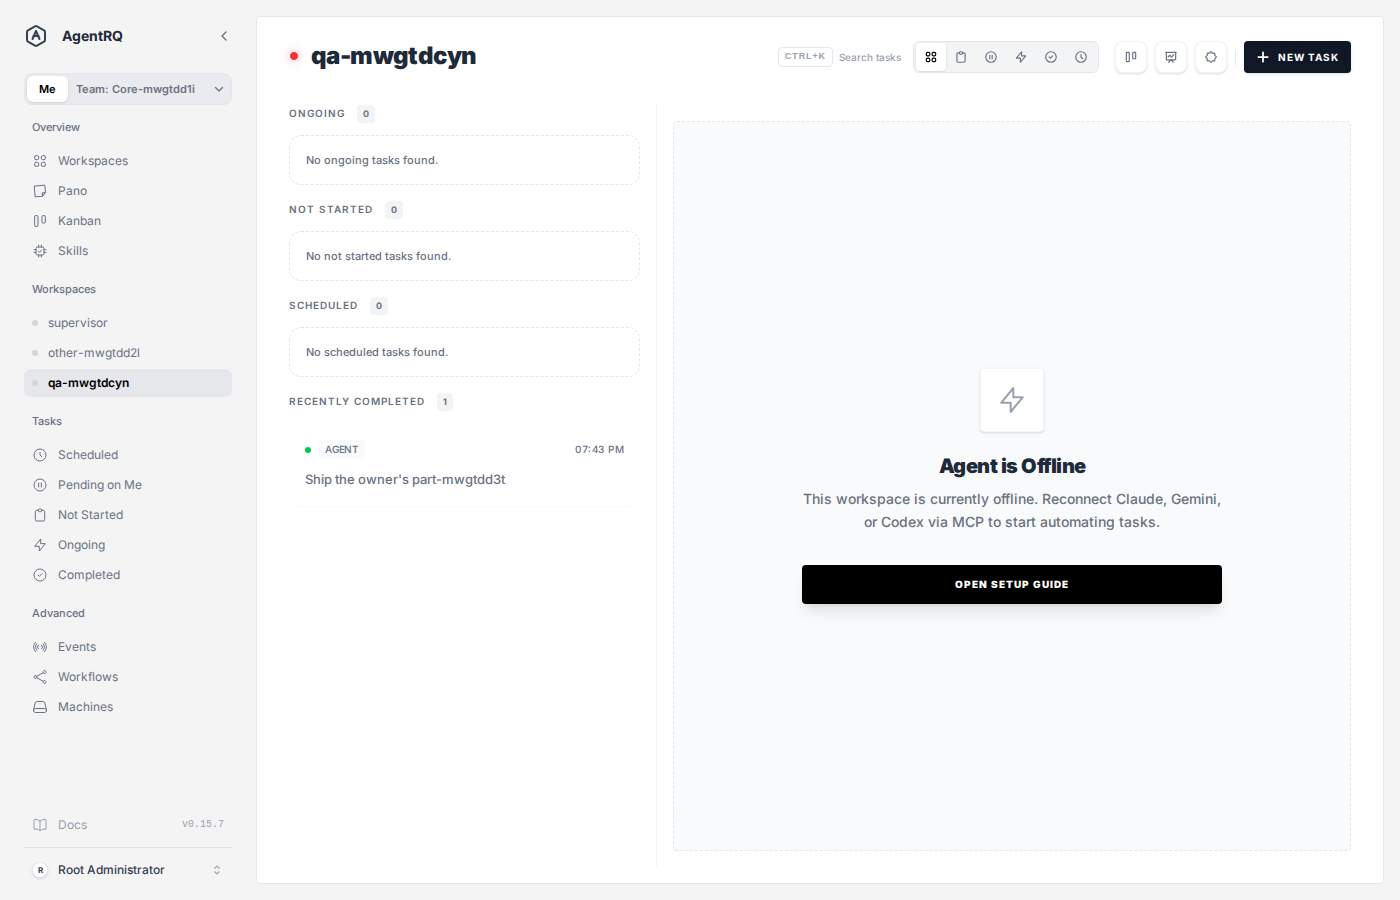 AgentRQ
Me
Team: Core-mwgtdd1i
Overview
Workspaces
Pano
Kanban
Skills
Workspaces
supervisor
other-mwgtdd2l
qa-mwgtdcyn
Tasks
Scheduled
Pending on Me
Not Started
Ongoing
Completed
Advanced
Events
Workflows
Machines
Docs
v0.15.7
R
Root Administrator
qa-mwgtdcyn
CTRL+K
Search tasks
NEW TASK
ONGOING 0
No ongoing tasks found.
NOT STARTED 0
No not started tasks found.
SCHEDULED 0
No scheduled tasks found.
RECENTLY COMPLETED 1
AGENT
07:43 PM
Ship the owner's part-mwgtdd3t
Agent is Offline
This workspace is currently offline. Reconnect Claude, Gemini,
or Codex via MCP to start automating tasks.
OPEN SETUP GUIDE